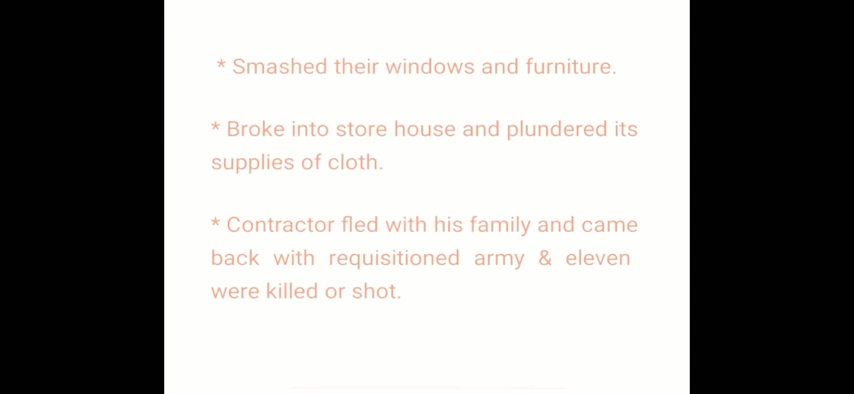 * Smashed their windows and furniture.
* Broke into store house and plundered its
supplies of cloth.
* Contractor fled with his family and came
back with requisitioned army & eleven
were killed or shot.